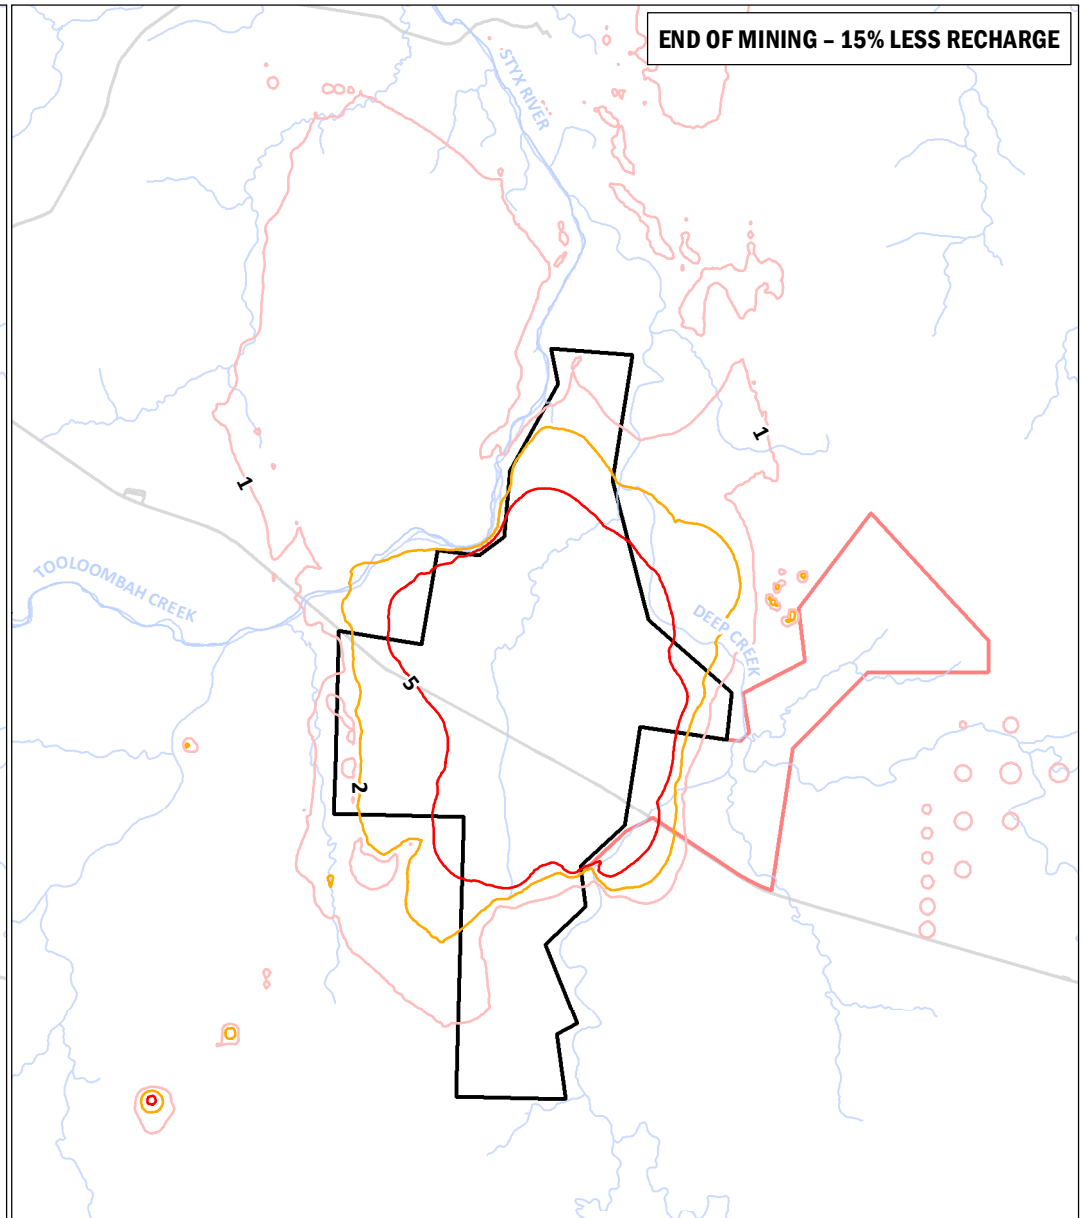 END OF MINING – 15% LESS RECHARGE
STYX RIVER
1
1
TOOLOOMBAH CREEK
DEEP CREEK
5
2